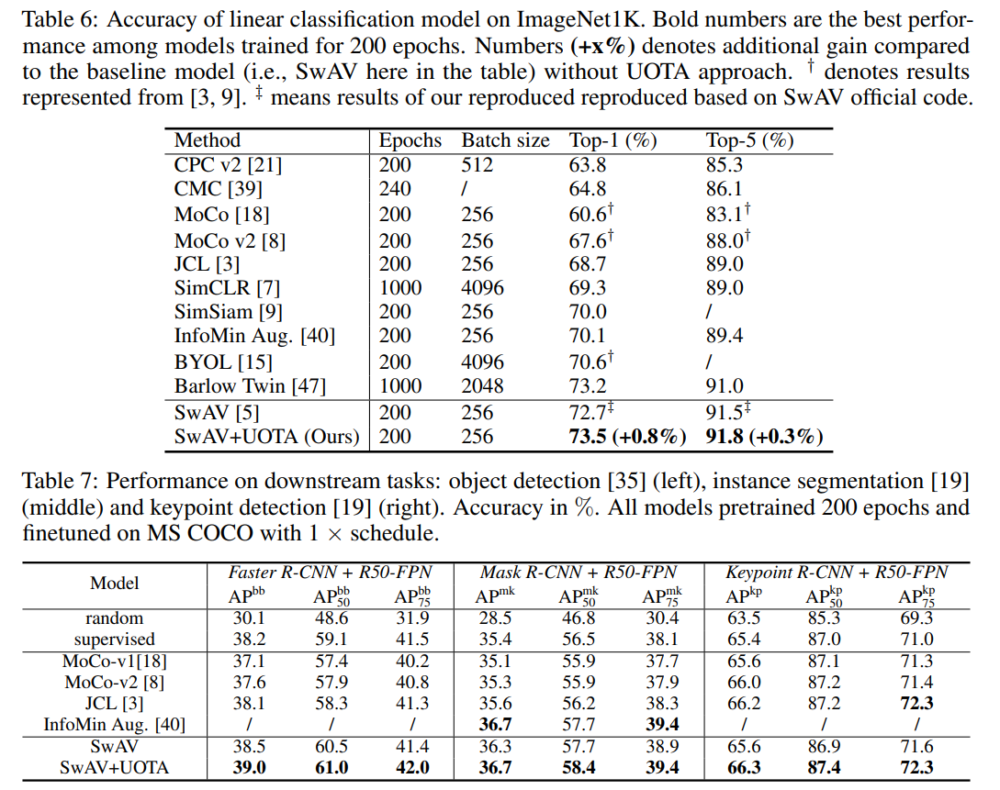 Table 6: Accuracy of linear classification model on ImageNet1K. Bold numbers are the best perfor-
mance among models trained for 200 epochs. Numbers (+x%) denotes additional gain compared
to the baseline model (i.e., SwAV here in the table) without UOTA approach. † denotes results
represented from [3, 9]. ‡ means results of our reproduced reproduced based on SwAV official code.
Method Epochs Batch size Top-1 (%) Top-5 (%)
CPC v2 [21] 200 512 63.8 85.3
CMC [39] 240 / 64.8 86.1
MoCo [18] 200 256 60.6† 83.1†
MoCo v2 [8] 200 256 67.6† 88.0†
JCL [3] 200 256 68.7 89.0
SimCLR [7] 1000 4096 69.3 89.0
SimSiam [9] 200 256 70.0 /
InfoMin Aug. [40] 200 256 70.1 89.4
BYOL [15] 200 4096 70.6† /
Barlow Twin [47] 1000 2048 73.2 91.0
SwAV [5] 200 256 72.7‡ 91.5‡
SwAV+UOTA (Ours) 200 256 73.5 (+0.8%) 91.8 (+0.3%)
Table 7: Performance on downstream tasks: object detection [35] (left), instance segmentation [19]
(middle) and keypoint detection [19] (right). Accuracy in %. All models pretrained 200 epochs and
finetuned on MS COCO with 1 × schedule.
Model Faster R-CNN + R50-FPN Mask R-CNN + R50-FPN Keypoint R-CNN + R50-FPN
AP^bb AP^bb_50 AP^bb_75 AP^mk AP^mk_50 AP^mk_75 AP^kp AP^kp_50 AP^kp_75
random 30.1 48.6 31.9 28.5 46.8 30.4 63.5 85.3 69.3
supervised 38.2 59.1 41.5 35.4 56.5 38.1 65.4 87.0 71.0
MoCo-v1[18] 37.1 57.4 40.2 35.1 55.9 37.7 65.6 87.1 71.3
MoCo-v2 [8] 37.6 57.9 40.8 35.3 55.9 37.9 66.0 87.2 71.4
JCL [3] 38.1 58.3 41.3 35.6 56.2 38.3 66.2 87.2 72.3
InfoMin Aug. [40] / / / 36.7 57.7 39.4 / / /
SwAV 38.5 60.5 41.4 36.3 57.7 38.9 65.6 86.9 71.6
SwAV+UOTA 39.0 61.0 42.0 36.7 58.4 39.4 66.3 87.4 72.3